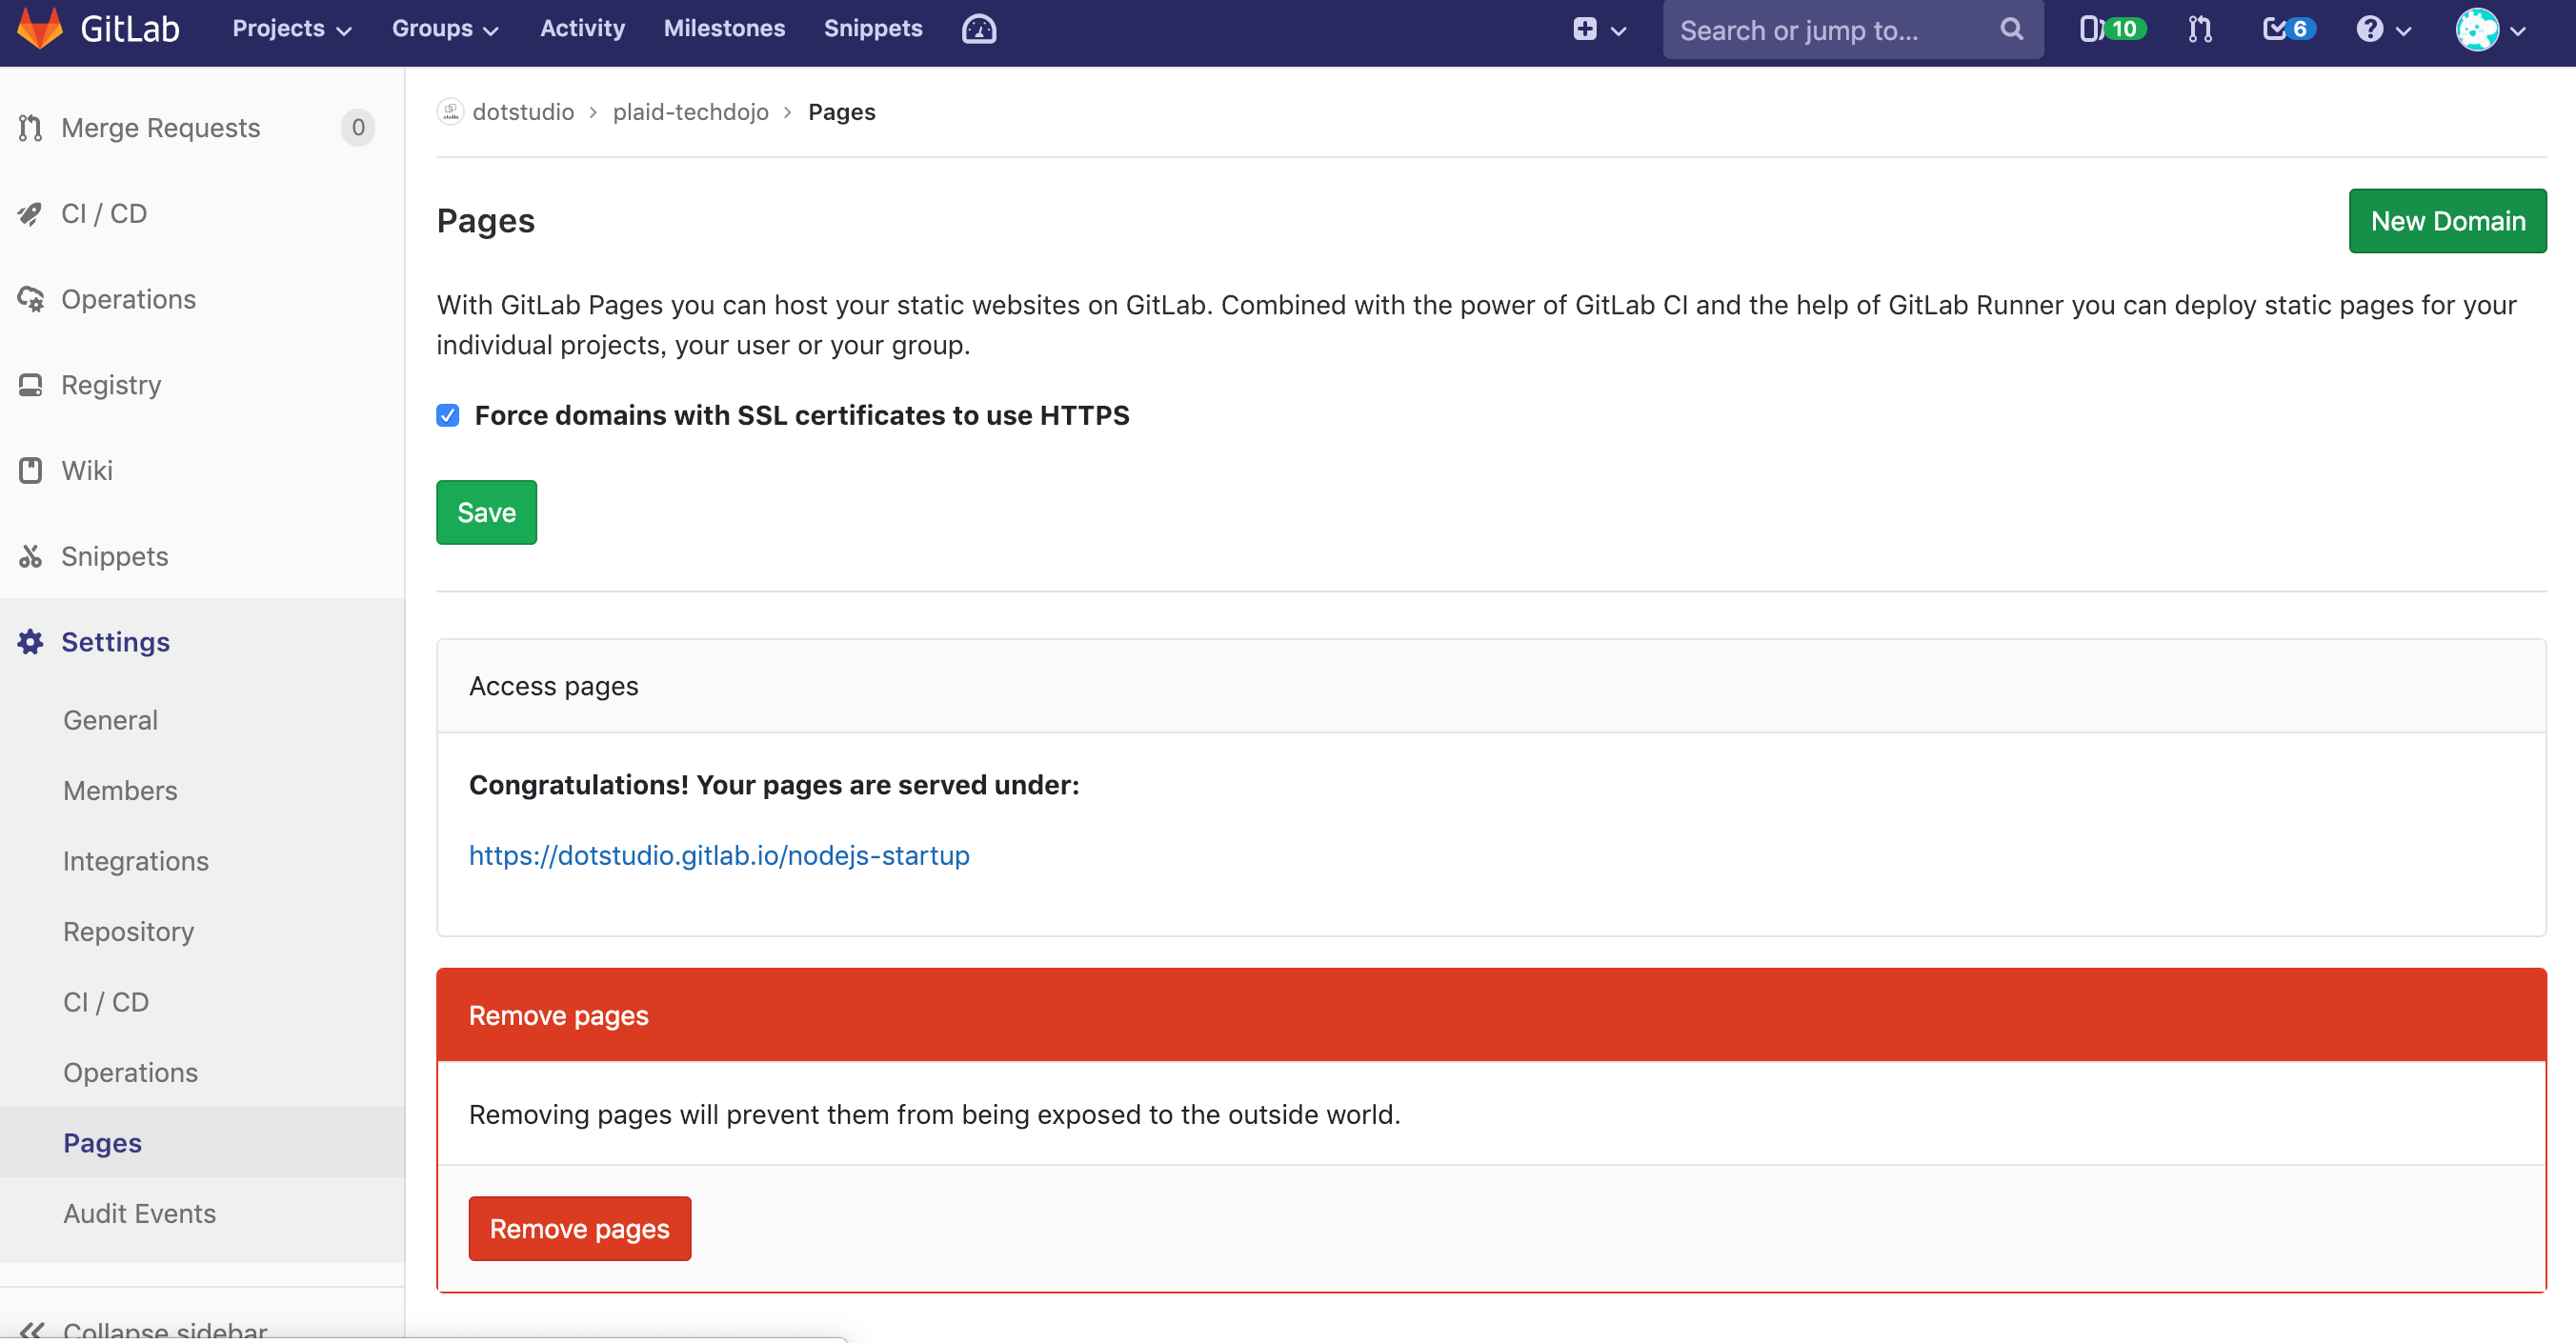 GitLab Projects Groups Activity Milestones Snippets Search or jump to... 10 6
Merge Requests 0
CI / CD
Operations
Registry
Wiki
Snippets
Settings
General
Members
Integrations
Repository
CI / CD
Operations
Pages
Audit Events
Collapse sidebar
dotstudio › plaid-techdojo › Pages
Pages
New Domain
With GitLab Pages you can host your static websites on GitLab. Combined with the power of GitLab CI and the help of GitLab Runner you can deploy static pages for your
individual projects, your user or your group.
Force domains with SSL certificates to use HTTPS
Save
Access pages
Congratulations! Your pages are served under:
https://dotstudio.gitlab.io/nodejs-startup
Remove pages
Removing pages will prevent them from being exposed to the outside world.
Remove pages